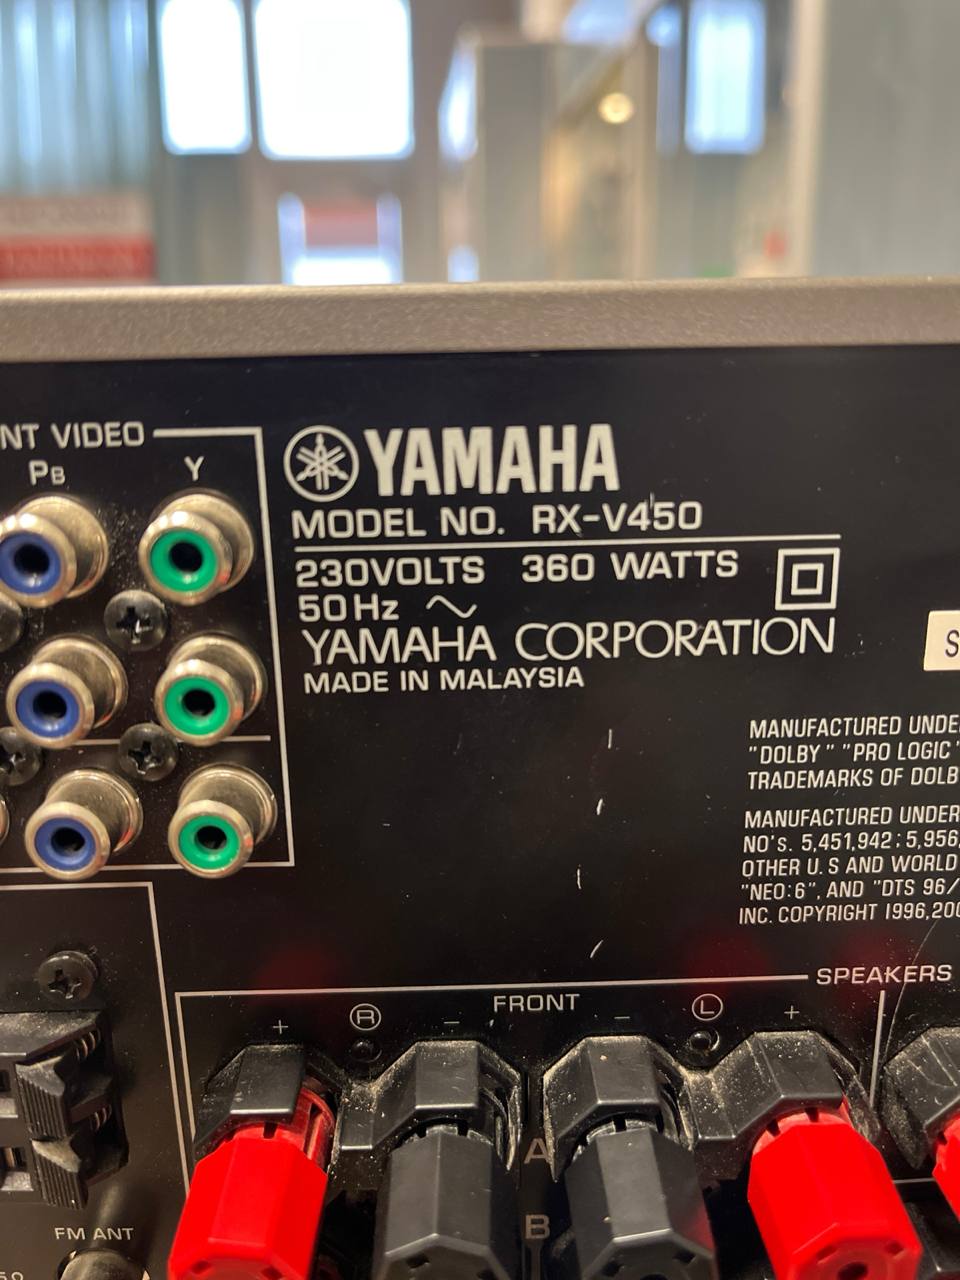 NT VIDEO
PB Y
YAMAHA
MODEL NO. RX-V450
230VOLTS 360 WATTS
50Hz ~
YAMAHA CORPORATION
MADE IN MALAYSIA
S
MANUFACTURED UNDE
"DOLBY" "PRO LOGIC"
TRADEMARKS OF DOLB
MANUFACTURED UNDER
NO's. 5,451,942; 5,956,
OTHER U.S AND WORLD
"NEO:6", AND "DTS 96/
INC. COPYRIGHT 1996,200
SPEAKERS
FRONT
+ R − − L +
A
B
FM ANT